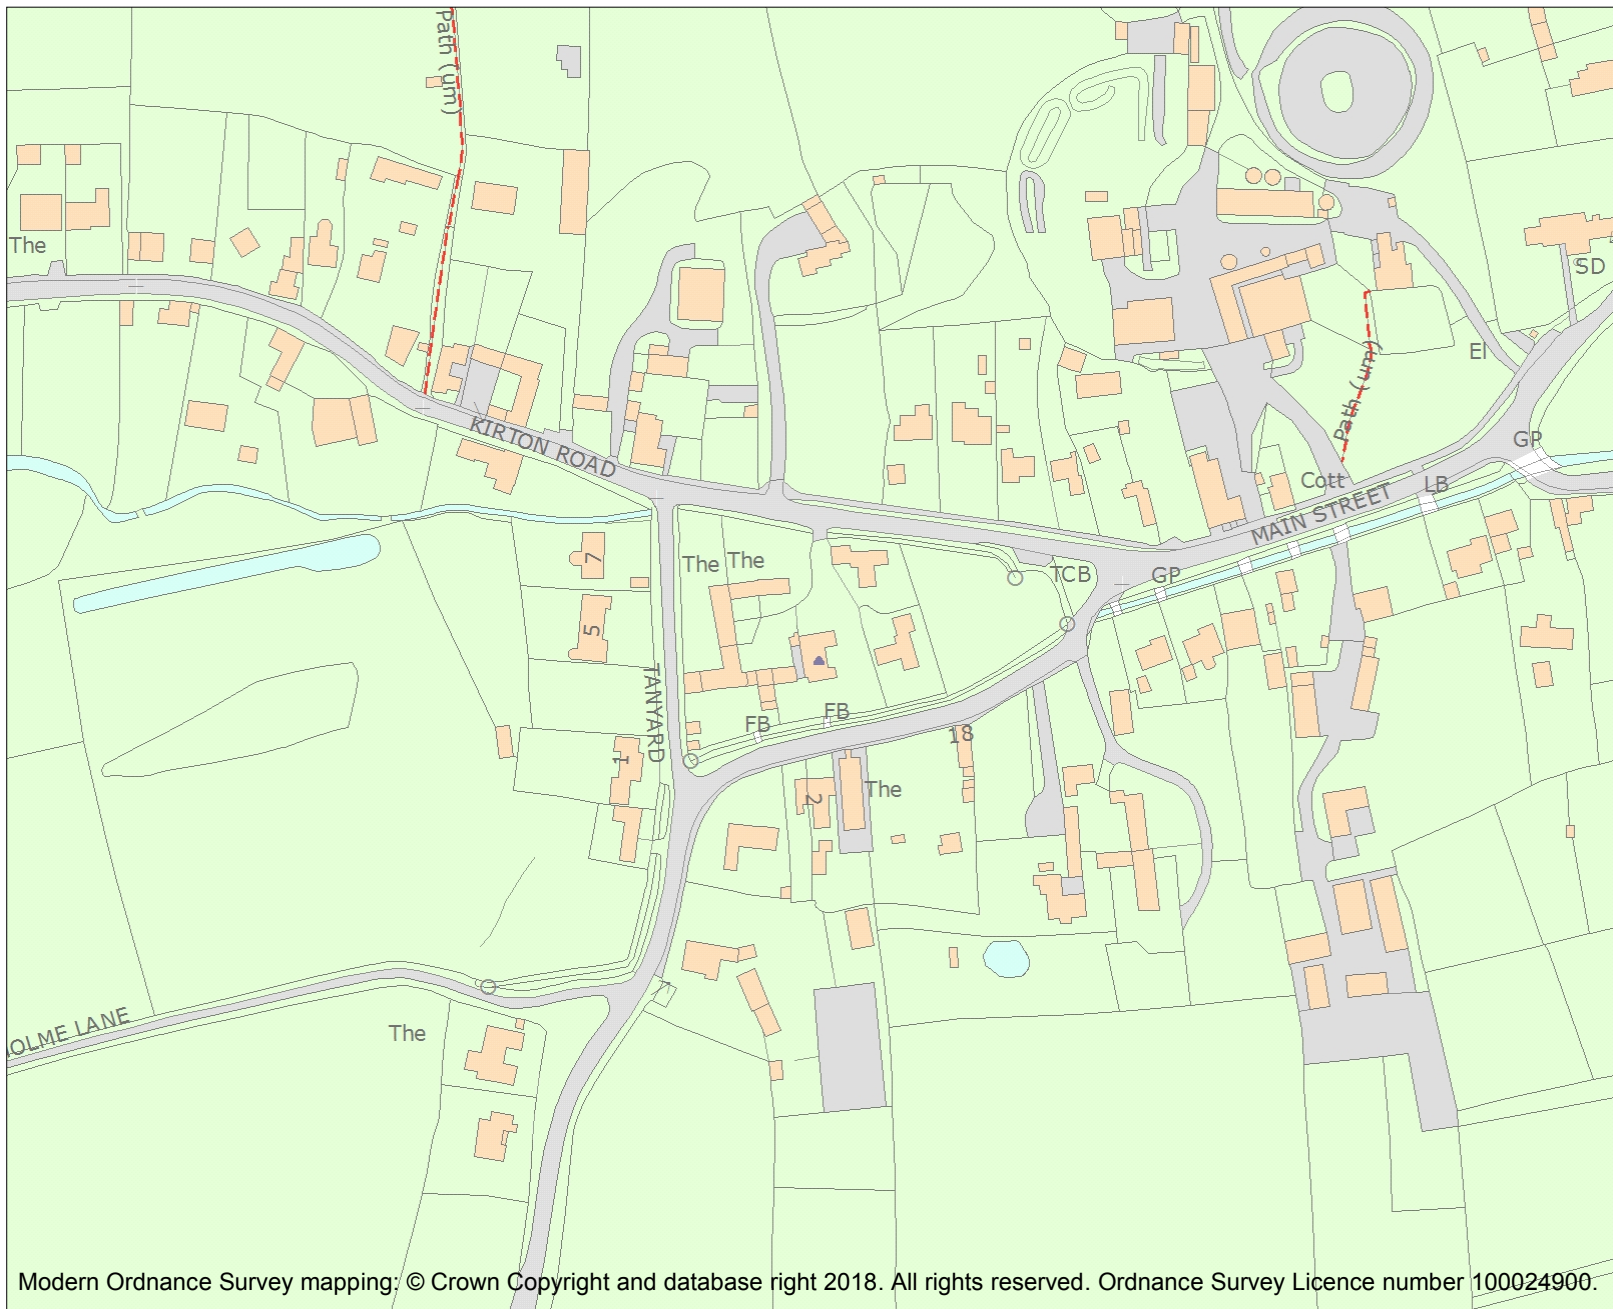 Path (um)
The
SD
El
Path (um)
KIRTON ROAD
GP
Cott
LB
MAIN STREET
7
The
The
TCB
GP
5
TANYARD
FB
FB
18
1
The
2
OLME LANE
The
Modern Ordnance Survey mapping: © Crown Copyright and database right 2018. All rights reserved. Ordnance Survey Licence number 100024900.